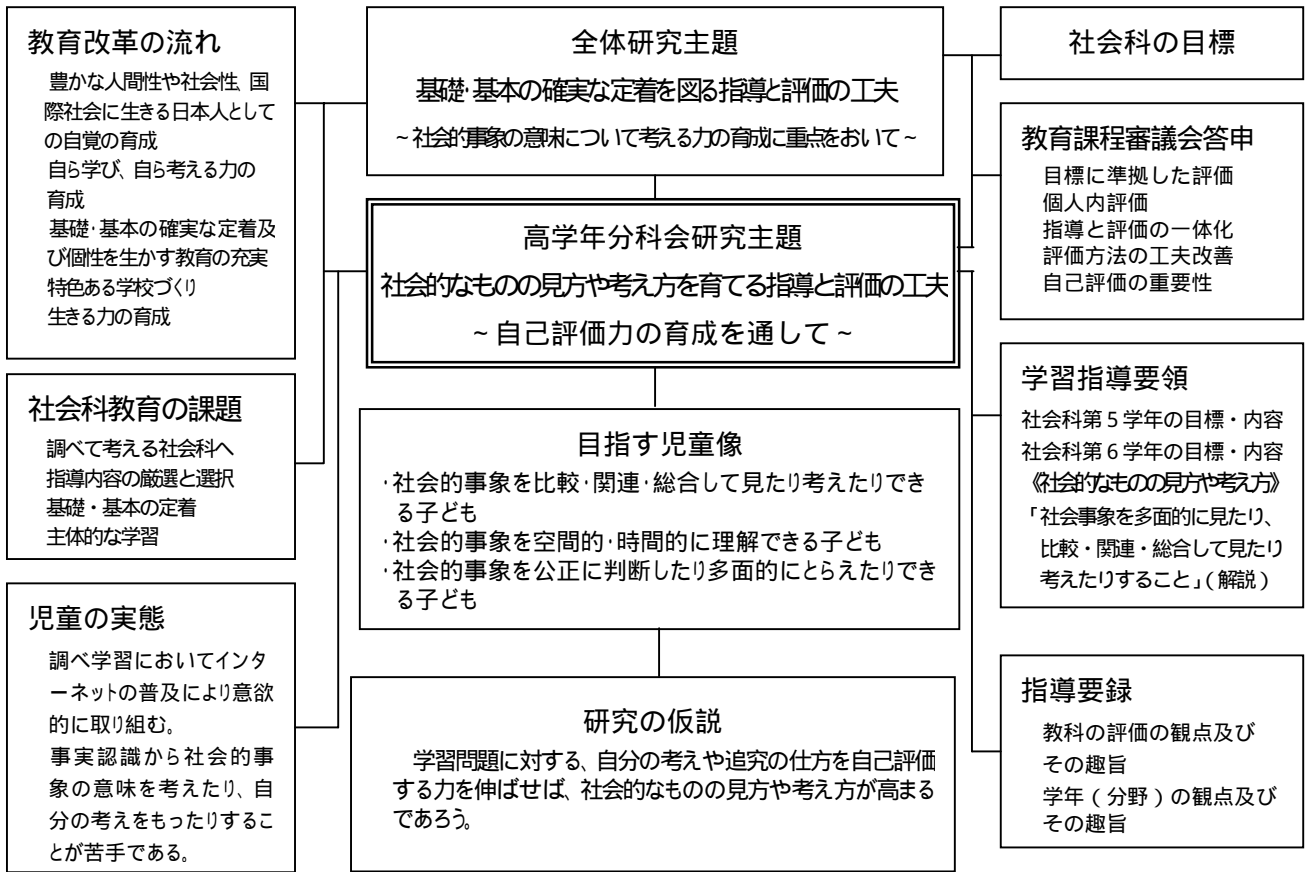 教育改革の流れ
豊かな人間性や社会性、国
際社会に生きる日本人として
の自覚の育成
自ら学び、自ら考える力の
育成
基礎・基本の確実な定着及
び個性を生かす教育の充実
特色ある学校づくり
生きる力の育成
社会科教育の課題
調べて考える社会科へ
指導内容の厳選と選択
基礎・基本の定着
主体的な学習
児童の実態
調べ学習においてインタ
ーネットの普及により意欲
的に取り組む。
事実認識から社会的事
象の意味を考えたり、自
分の考えをもったりするこ
とが苦手である。
全体研究主題
基礎・基本の確実な定着を図る指導と評価の工夫
~社会的事象の意味について考える力の育成に重点をおいて~
高学年分科会研究主題
社会的なものの見方や考え方を育てる指導と評価の工夫
~自己評価力の育成を通して~
目指す児童像
・社会的事象を比較・関連・総合して見たり考えたりでき
る子ども
・社会的事象を空間的・時間的に理解できる子ども
・社会的事象を公正に判断したり多面的にとらえたりでき
る子ども
研究の仮説
学習問題に対する、自分の考えや追究の仕方を自己評価
する力を伸ばせば、社会的なものの見方や考え方が高まる
であろう。
社会科の目標
教育課程審議会答申
目標に準拠した評価
個人内評価
指導と評価の一体化
評価方法の工夫改善
自己評価の重要性
学習指導要領
社会科第5学年の目標・内容
社会科第6学年の目標・内容
《社会的なものの見方や考え方》
「社会事象を多面的に見たり、
比較・関連・総合して見たり
考えたりすること」(解説)
指導要録
教科の評価の観点及び
その趣旨
学年(分野)の観点及び
その趣旨